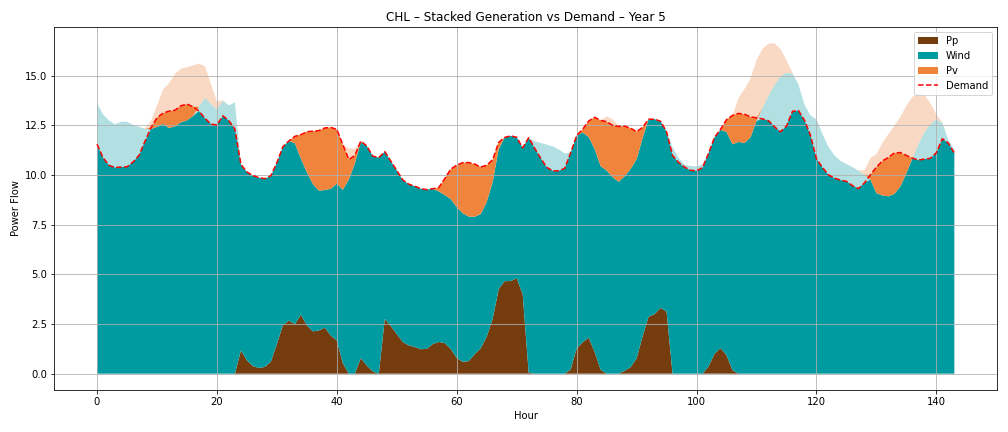 CHL – Stacked Generation vs Demand – Year 5
Pp
Wind
Pv
Demand
Power Flow
15.0
12.5
10.0
7.5
5.0
2.5
0.0
0 20 40 60 80 100 120 140
Hour